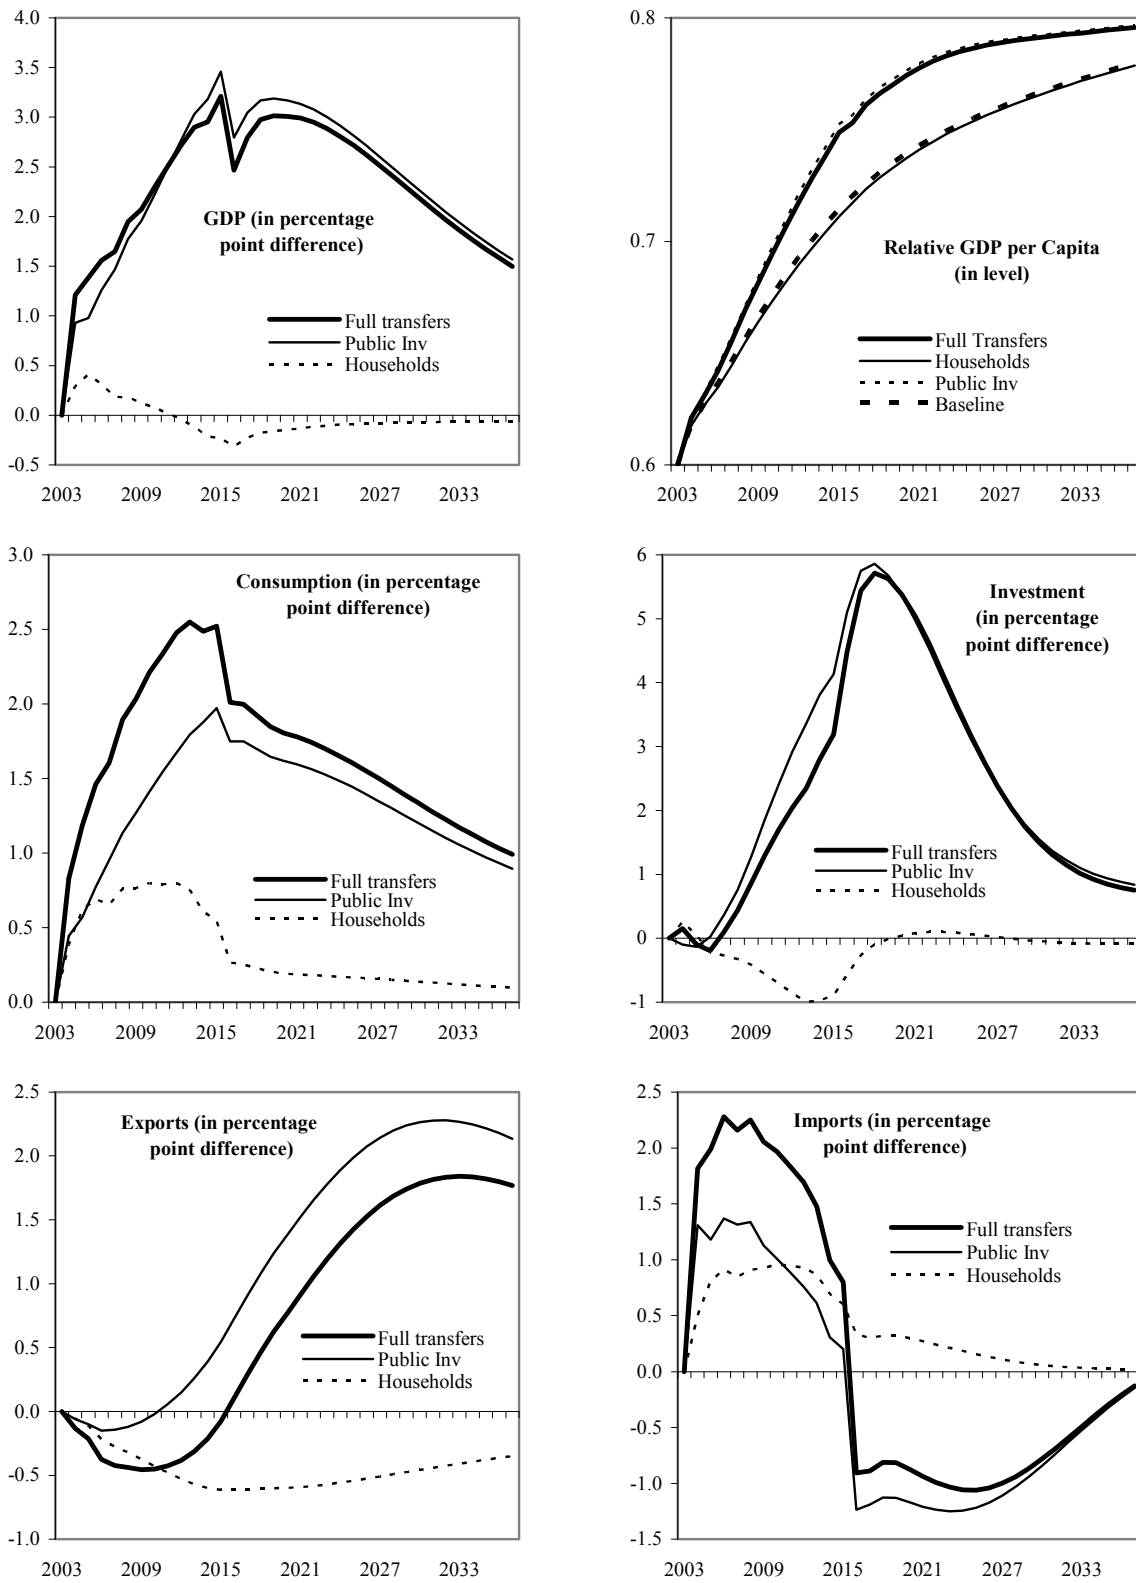 4.0
3.5
3.0
2.5
2.0
1.5
1.0
0.5
0.0
-0.5
GDP (in percentage
point difference)
Full transfers
Public Inv
Households
2003 2009 2015 2021 2027 2033
0.8
0.7
0.6
Relative GDP per Capita
(in level)
Full Transfers
Households
Public Inv
Baseline
2003 2009 2015 2021 2027 2033
3.0
2.5
2.0
1.5
1.0
0.5
0.0
Consumption (in percentage
point difference)
Full transfers
Public Inv
Households
2003 2009 2015 2021 2027 2033
6
5
4
3
2
1
0
-1
Investment
(in percentage
point difference)
Full transfers
Public Inv
Households
2003 2009 2015 2021 2027 2033
2.5
2.0
1.5
1.0
0.5
0.0
-0.5
-1.0
Exports (in percentage
point difference)
Full transfers
Public Inv
Households
2003 2009 2015 2021 2027 2033
2.5
2.0
1.5
1.0
0.5
0.0
-0.5
-1.0
-1.5
Imports (in percentage
point difference)
Full transfers
Public Inv
Households
2003 2009 2015 2021 2027 2033